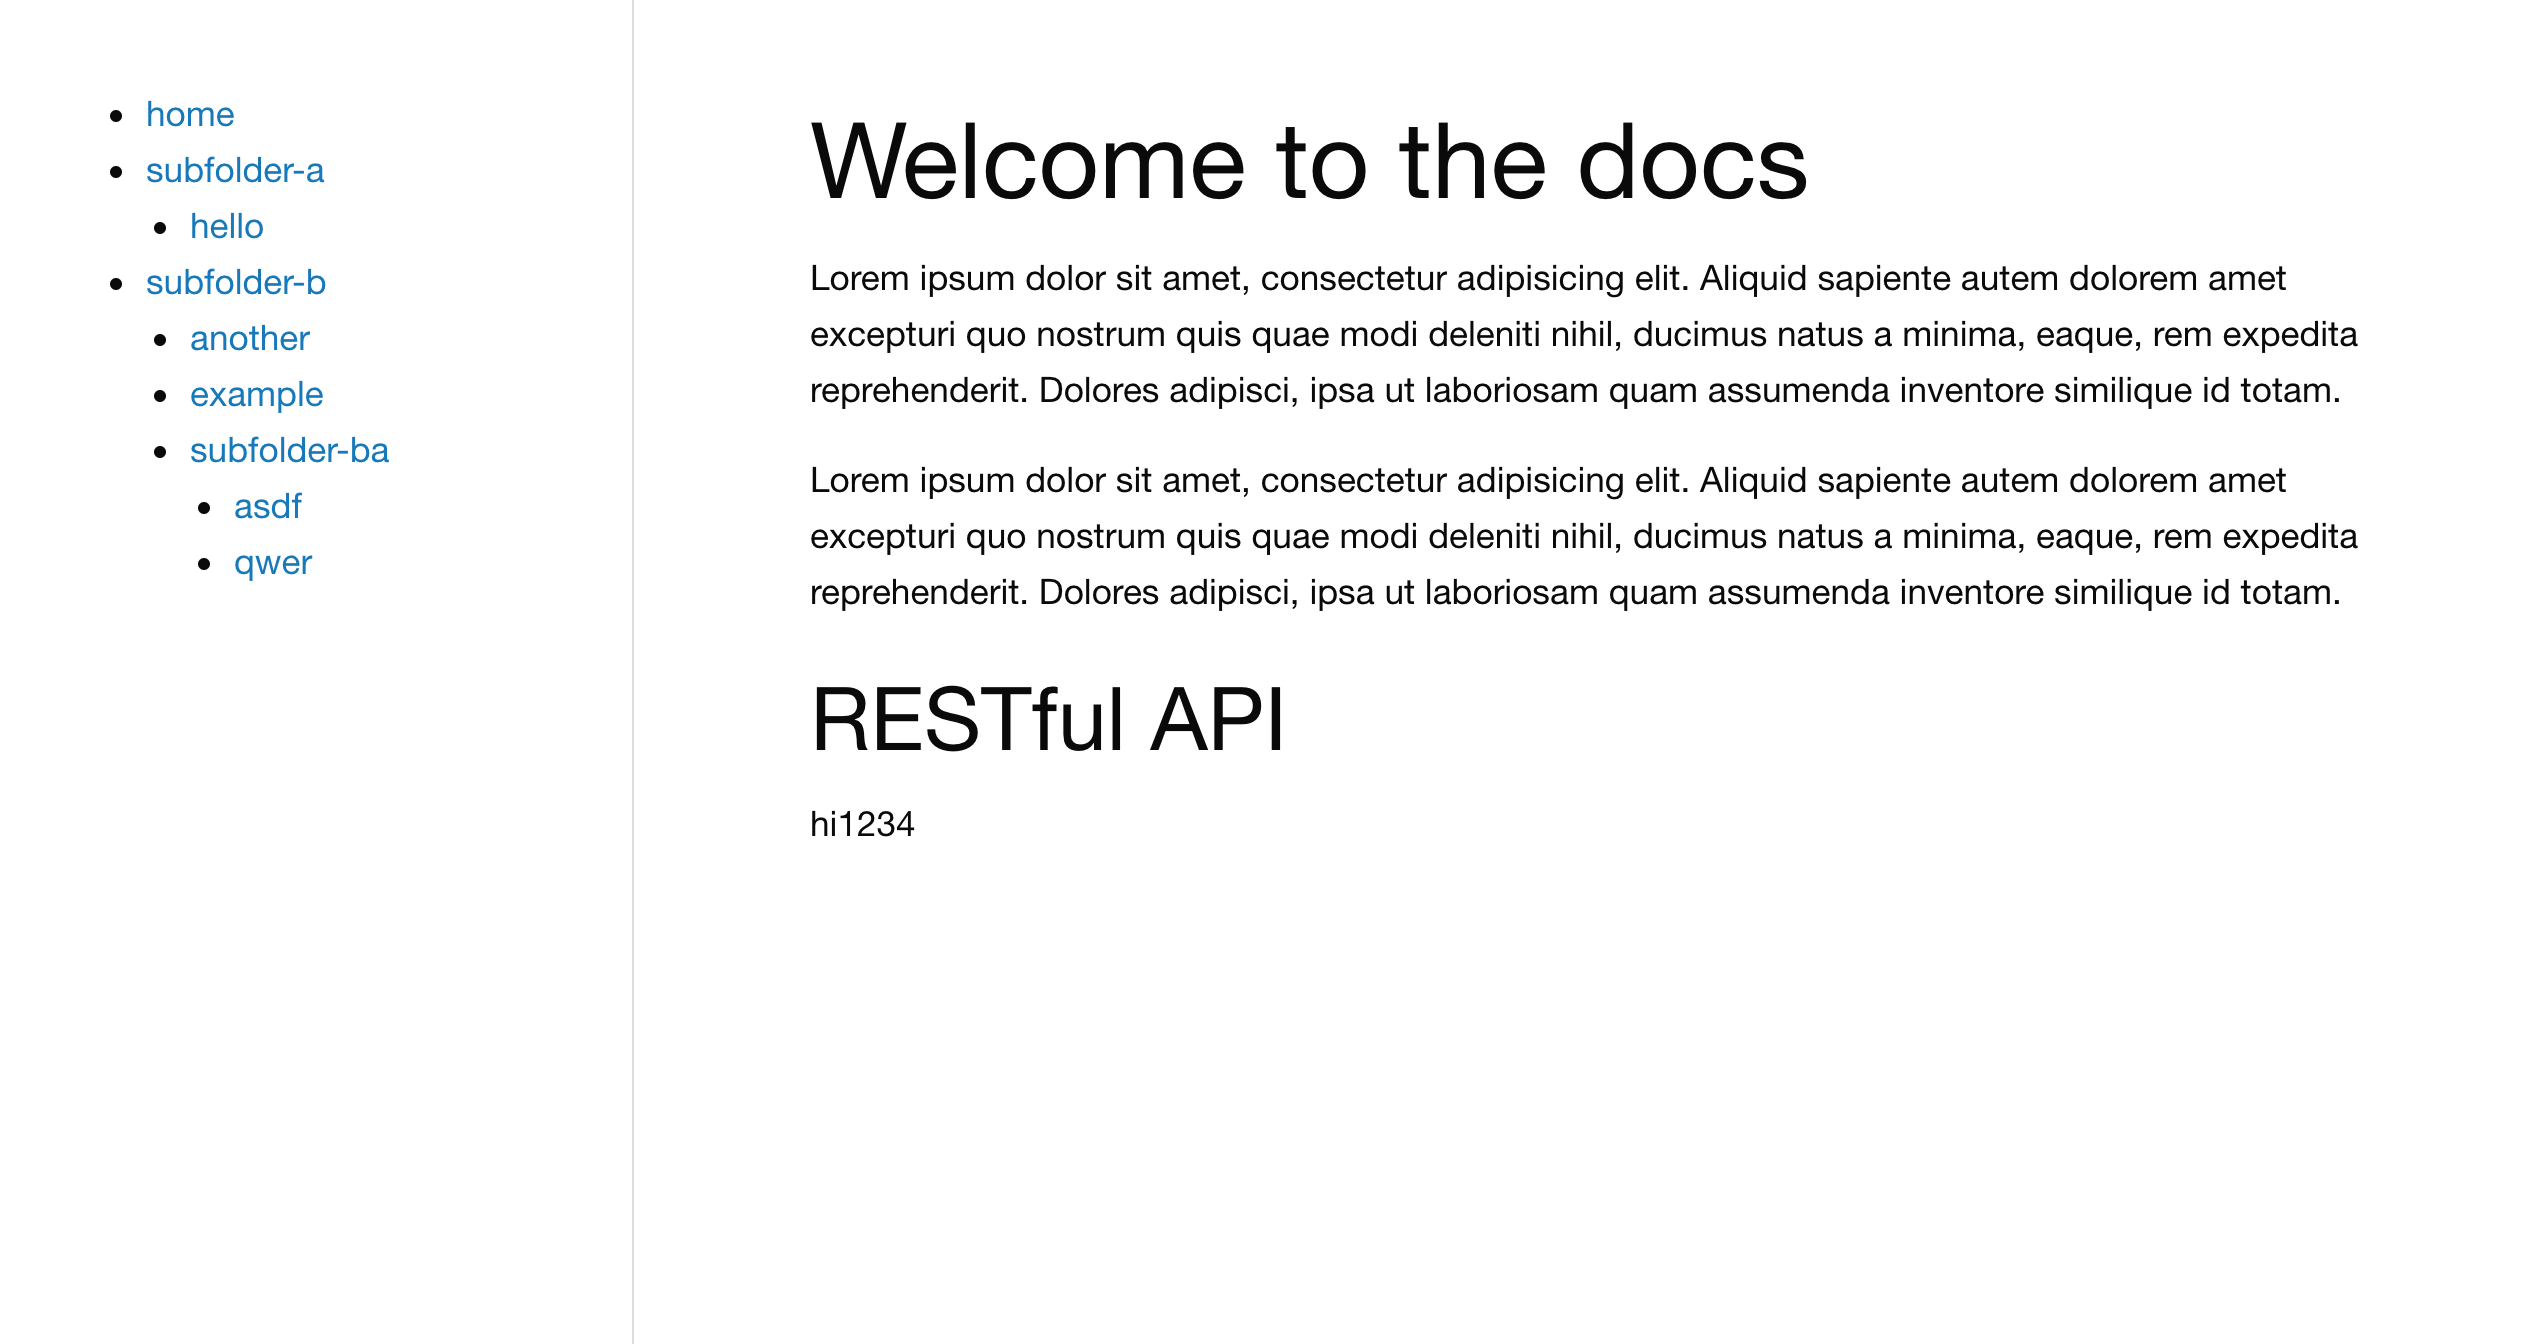 home
subfolder-a
hello
subfolder-b
another
example
subfolder-ba
asdf
qwer
Welcome to the docs
Lorem ipsum dolor sit amet, consectetur adipisicing elit. Aliquid sapiente autem dolorem amet
excepturi quo nostrum quis quae modi deleniti nihil, ducimus natus a minima, eaque, rem expedita
reprehenderit. Dolores adipisci, ipsa ut laboriosam quam assumenda inventore similique id totam.
Lorem ipsum dolor sit amet, consectetur adipisicing elit. Aliquid sapiente autem dolorem amet
excepturi quo nostrum quis quae modi deleniti nihil, ducimus natus a minima, eaque, rem expedita
reprehenderit. Dolores adipisci, ipsa ut laboriosam quam assumenda inventore similique id totam.
RESTful API
hi1234